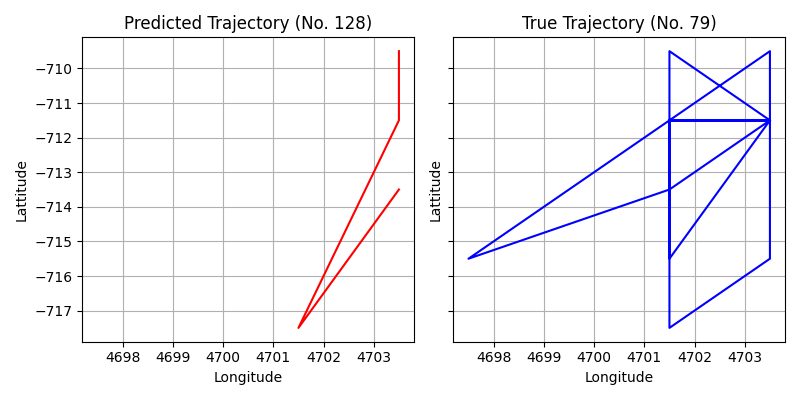 Predicted Trajectory (No. 128)
True Trajectory (No. 79)
−710
−711
−712
−713
−714
−715
−716
−717
Lattitude
Lattitude
4698 4699 4700 4701 4702 4703
4698 4699 4700 4701 4702 4703
Longitude
Longitude